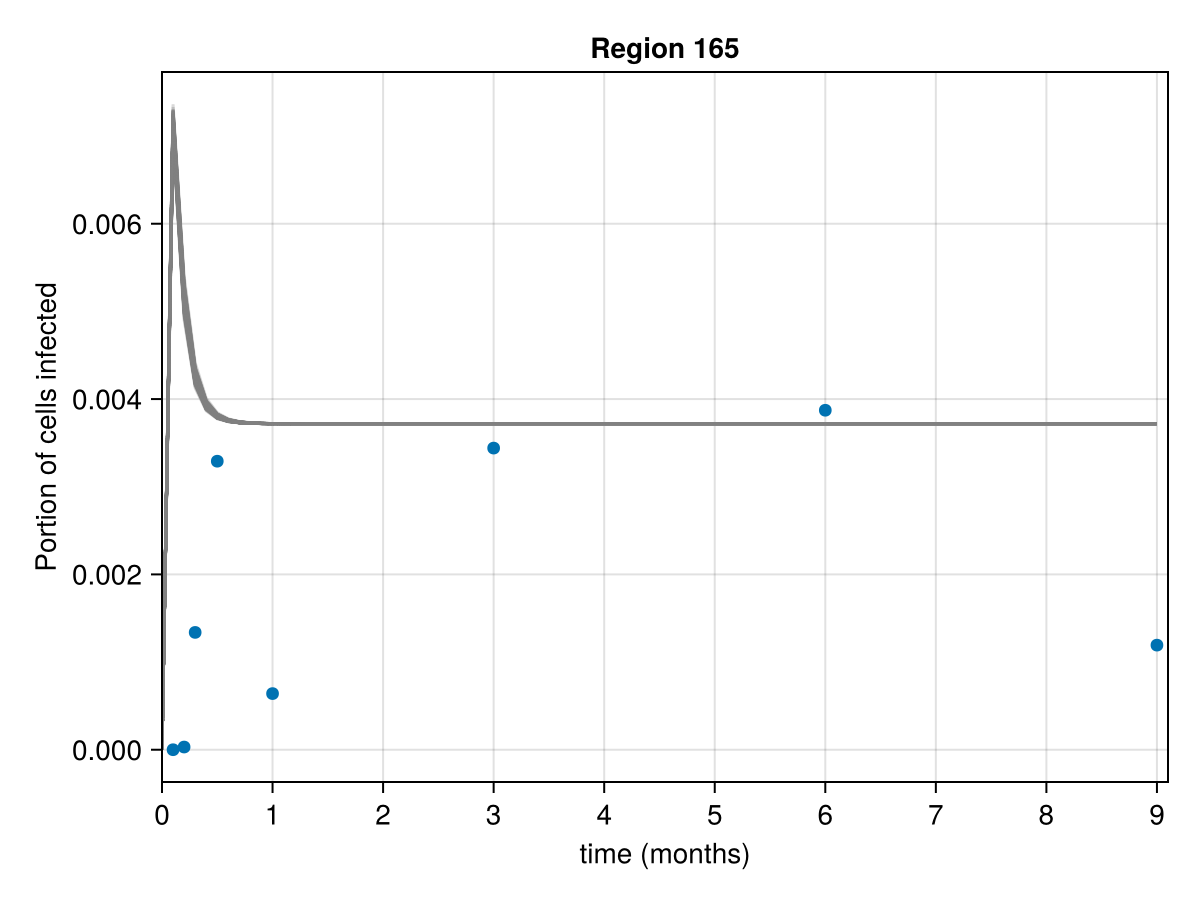 Region 165
Portion of cells infected
0.006
0.004
0.002
0.000
0 1 2 3 4 5 6 7 8 9
time (months)